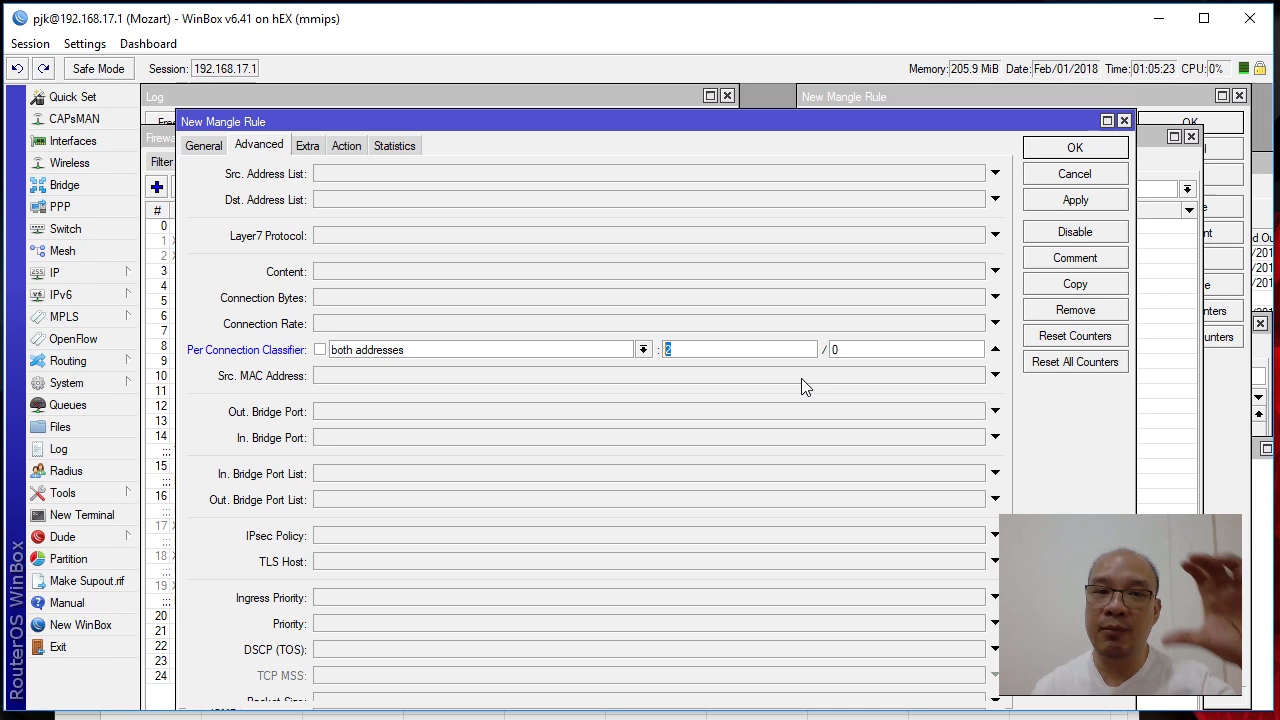 pjk@192.168.17.1 (Mozart) - WinBox v6.41 on hEX (mmips)
Session Settings Dashboard
Safe Mode Session: 192.168.17.1 Memory: 205.9 MiB Date: Feb/01/2018 Time: 01:05:23 CPU: 0%
Quick Set
CAPsMAN
Interfaces
Wireless
Bridge
PPP
Switch
Mesh
IP
IPv6
MPLS
OpenFlow
Routing
System
Queues
Files
Log
Radius
Tools
New Terminal
Dude
Partition
Make Supout.rif
Manual
New WinBox
Exit
RouterOS WinBox
Log
New Mangle Rule
OK
Filter
#
0
1
2
3
4
5
6
7
8
9
10
11
12
13
14
;;;
15
;;;
16
;;;
17
;;;
18
;;;
19
;;;
20
21
22
23
24
New Mangle Rule
General Advanced Extra Action Statistics
Src. Address List:
Dst. Address List:
Layer7 Protocol:
Content:
Connection Bytes:
Connection Rate:
Per Connection Classifier: both addresses : 2 / 0
Src. MAC Address:
Out. Bridge Port:
In. Bridge Port:
In. Bridge Port List:
Out. Bridge Port List:
IPsec Policy:
TLS Host:
Ingress Priority:
Priority:
DSCP (TOS):
TCP MSS:
OK
Cancel
Apply
Disable
Comment
Copy
Remove
Reset Counters
Reset All Counters